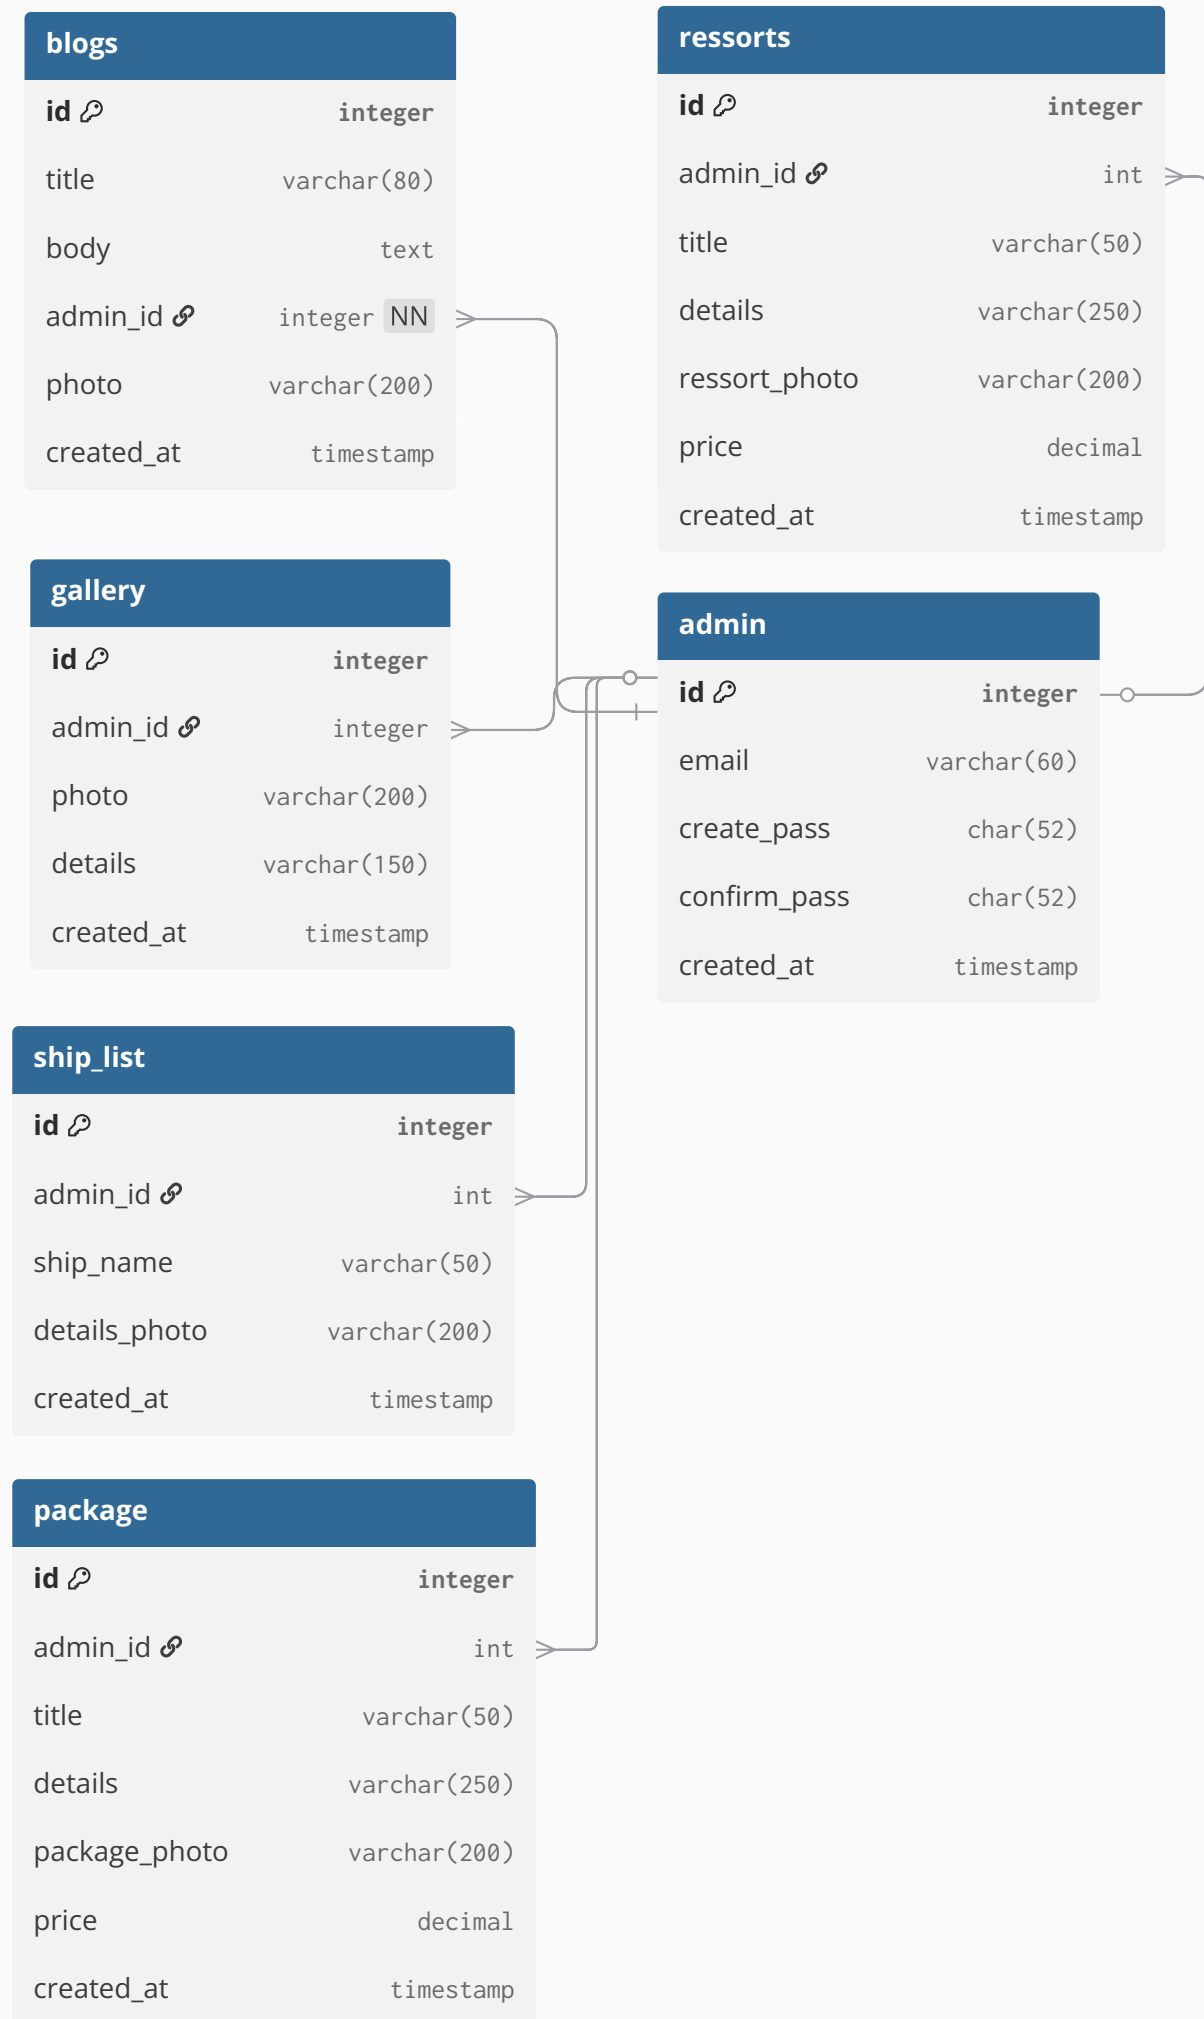 blogs
id integer
title varchar(80)
body text
admin_id integer NN
photo varchar(200)
created_at timestamp
ressorts
id integer
admin_id int
title varchar(50)
details varchar(250)
ressort_photo varchar(200)
price decimal
created_at timestamp
gallery
id integer
admin_id integer
photo varchar(200)
details varchar(150)
created_at timestamp
admin
id integer
email varchar(60)
create_pass char(52)
confirm_pass char(52)
created_at timestamp
ship_list
id integer
admin_id int
ship_name varchar(50)
details_photo varchar(200)
created_at timestamp
package
id integer
admin_id int
title varchar(50)
details varchar(250)
package_photo varchar(200)
price decimal
created_at timestamp